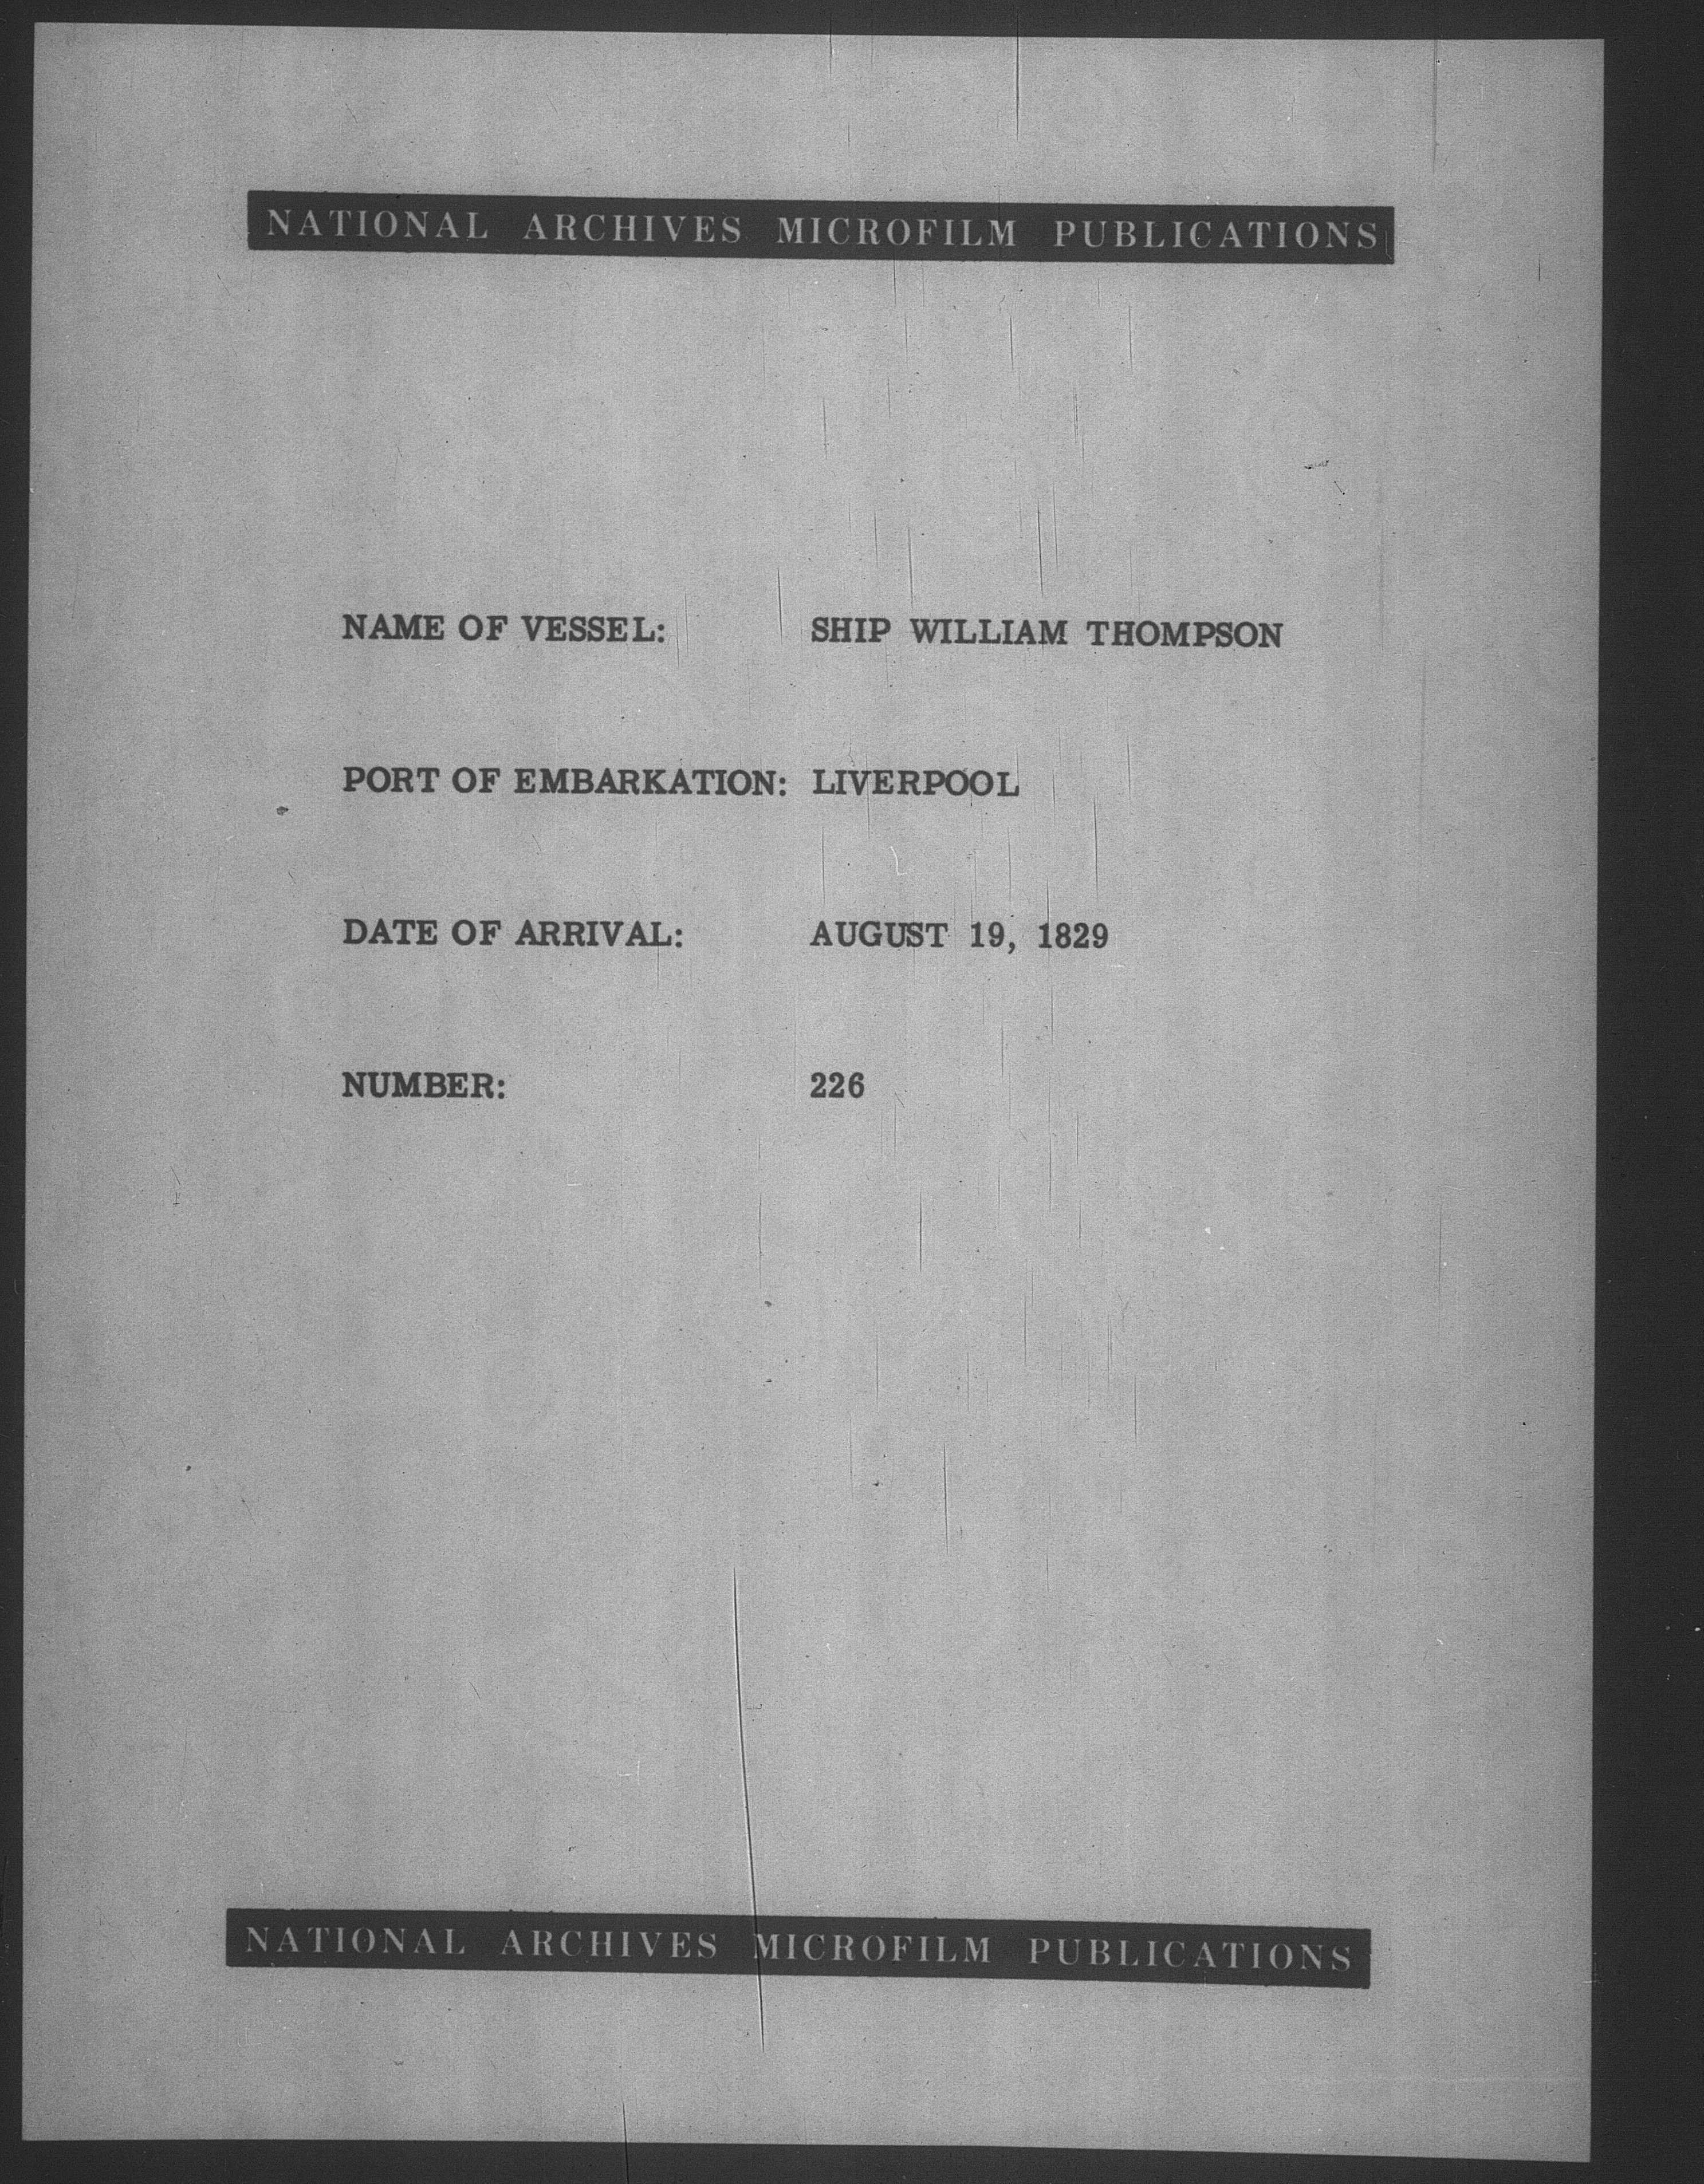 NATIONAL ARCHIVES MICROFILM PUBLICATIONS
NAME OF VESSEL: SHIP WILLIAM THOMPSON
PORT OF EMBARKATION: LIVERPOOL
DATE OF ARRIVAL: AUGUST 19, 1829
NUMBER: 226
NATIONAL ARCHIVES MICROFILM PUBLICATIONS